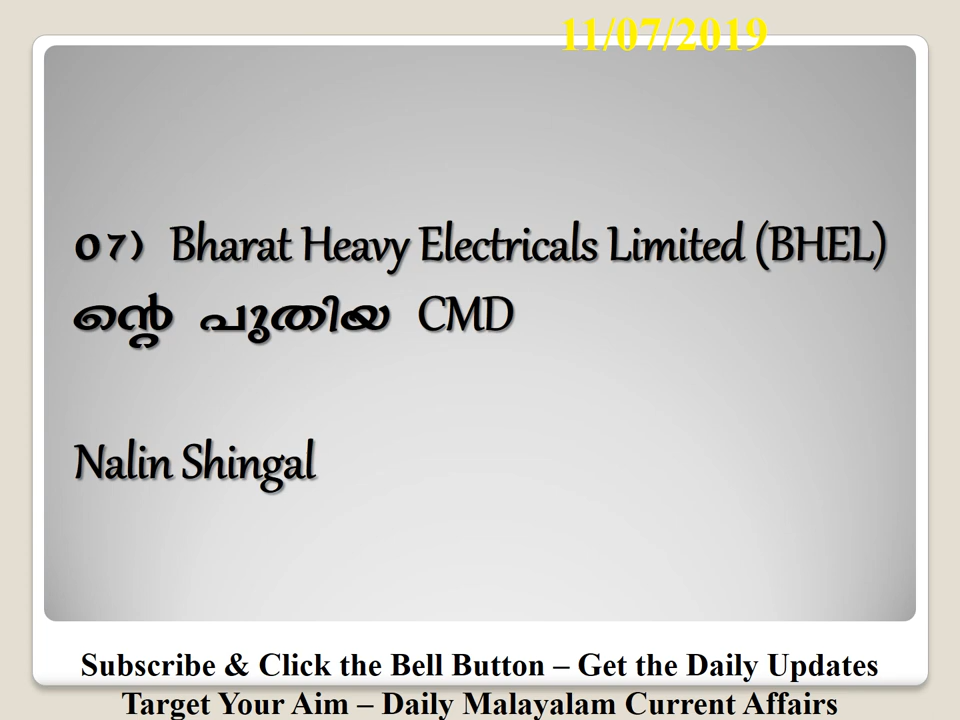 11/07/2019
07) Bharat Heavy Electricals Limited (BHEL)
ന്റെ പുതിയ CMD
Nalin Shingal
Subscribe & Click the Bell Button – Get the Daily Updates
Target Your Aim – Daily Malayalam Current Affairs